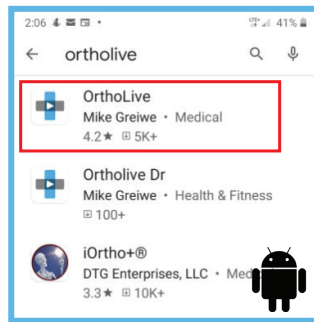 2:06 LTE+ 41%
ortholive
OrthoLive
Mike Greiwe • Medical
4.2★ 5K+
Ortholive Dr
Mike Greiwe • Health & Fitness
100+
iOrtho+®
DTG Enterprises, LLC •
3.3★ 10K+